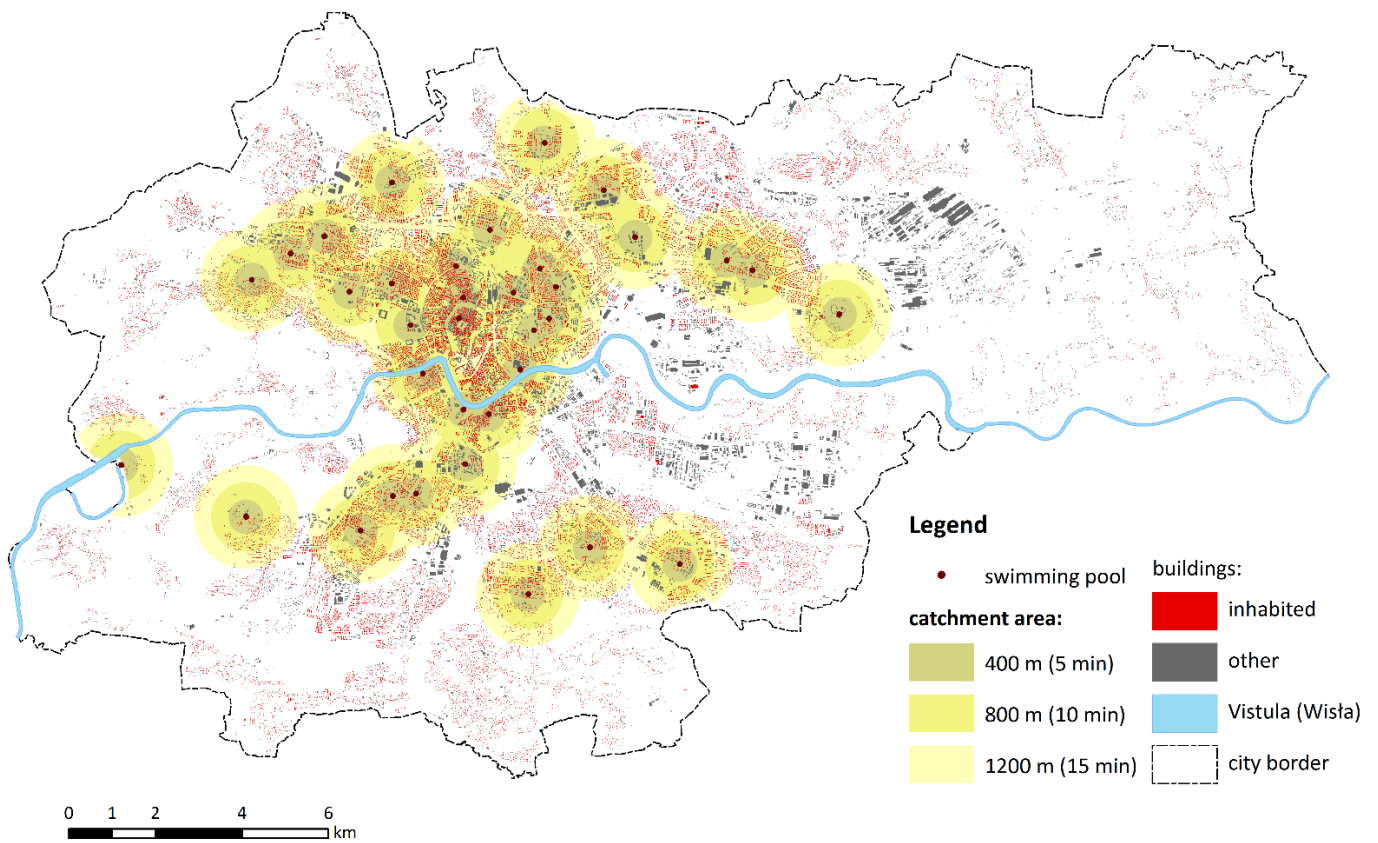 Legend
swimming pool
catchment area:
400 m (5 min)
800 m (10 min)
1200 m (15 min)
buildings:
inhabited
other
Vistula (Wisła)
city border
0 1 2 4 6
km